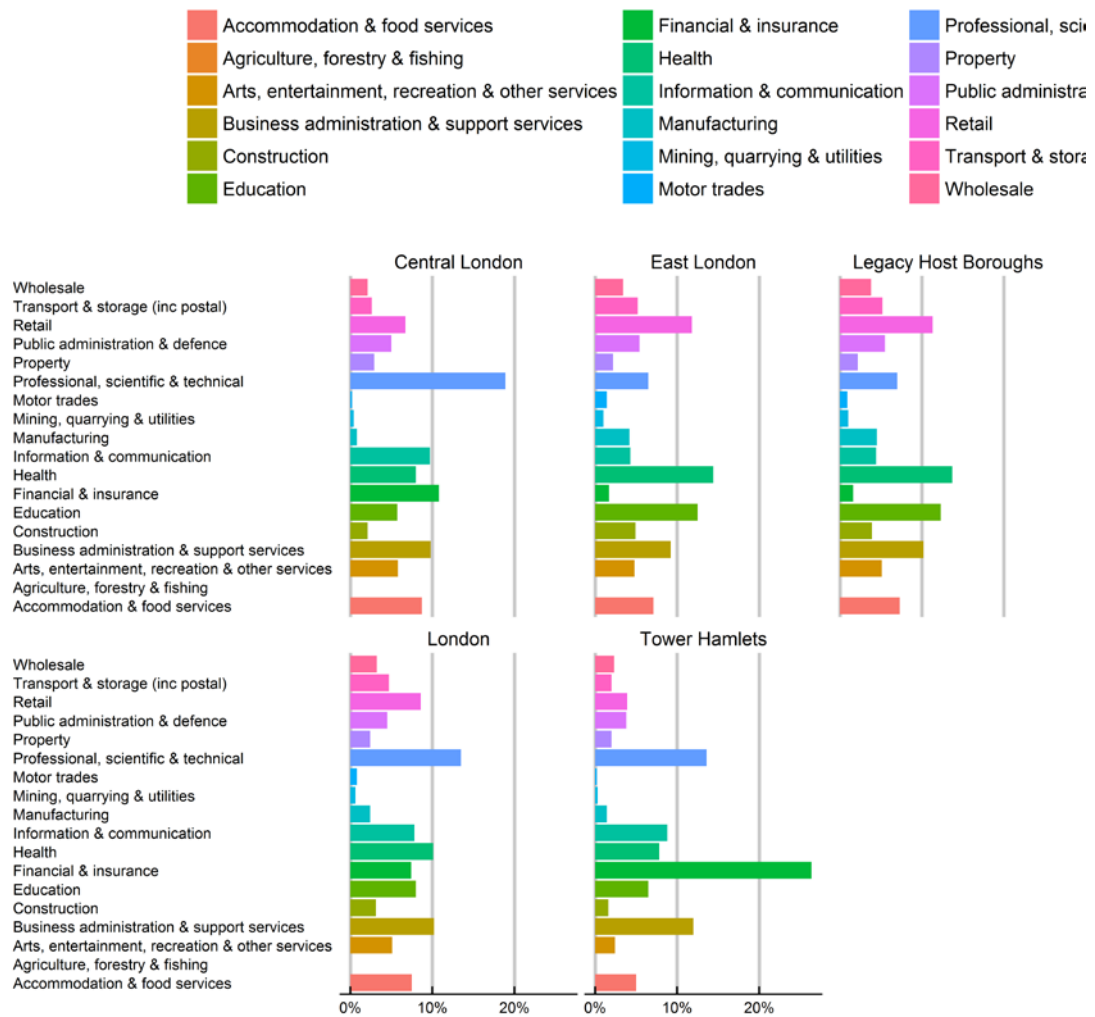 Accommodation & food services
Financial & insurance
Professional, sci
Agriculture, forestry & fishing
Health
Property
Arts, entertainment, recreation & other services
Information & communication
Public administra
Business administration & support services
Manufacturing
Retail
Construction
Mining, quarrying & utilities
Transport & stora
Education
Motor trades
Wholesale
Central London
East London
Legacy Host Boroughs
Wholesale
Transport & storage (inc postal)
Retail
Public administration & defence
Property
Professional, scientific & technical
Motor trades
Mining, quarrying & utilities
Manufacturing
Information & communication
Health
Financial & insurance
Education
Construction
Business administration & support services
Arts, entertainment, recreation & other services
Agriculture, forestry & fishing
Accommodation & food services
London
Tower Hamlets
Wholesale
Transport & storage (inc postal)
Retail
Public administration & defence
Property
Professional, scientific & technical
Motor trades
Mining, quarrying & utilities
Manufacturing
Information & communication
Health
Financial & insurance
Education
Construction
Business administration & support services
Arts, entertainment, recreation & other services
Agriculture, forestry & fishing
Accommodation & food services
0% 10% 20%
0% 10% 20%